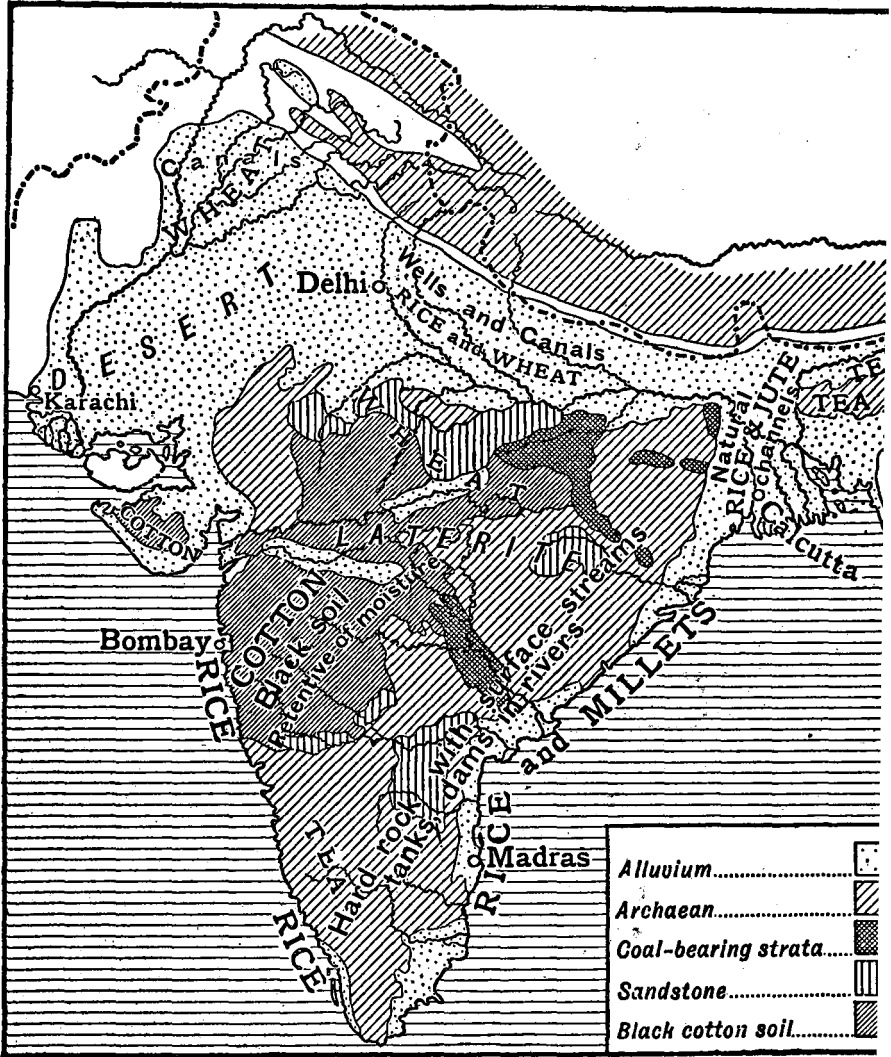 Canals
WHEAT
DESERT
Delhi
Wells and Canals
RICE and WHEAT
Karachi
WHEAT
TEA
TE
Natural
RICE & JUTE
channels
Calcutta
COTTON
LATERITE
COTTON
Black soil
Retentive of moisture
Bombay
RICE
Hard rock with surface streams
tanks, dams in rivers
TEA
RICE
RICE and MILLETS
Madras
Alluvium
Archaean
Coal-bearing strata
Sandstone
Black cotton soil